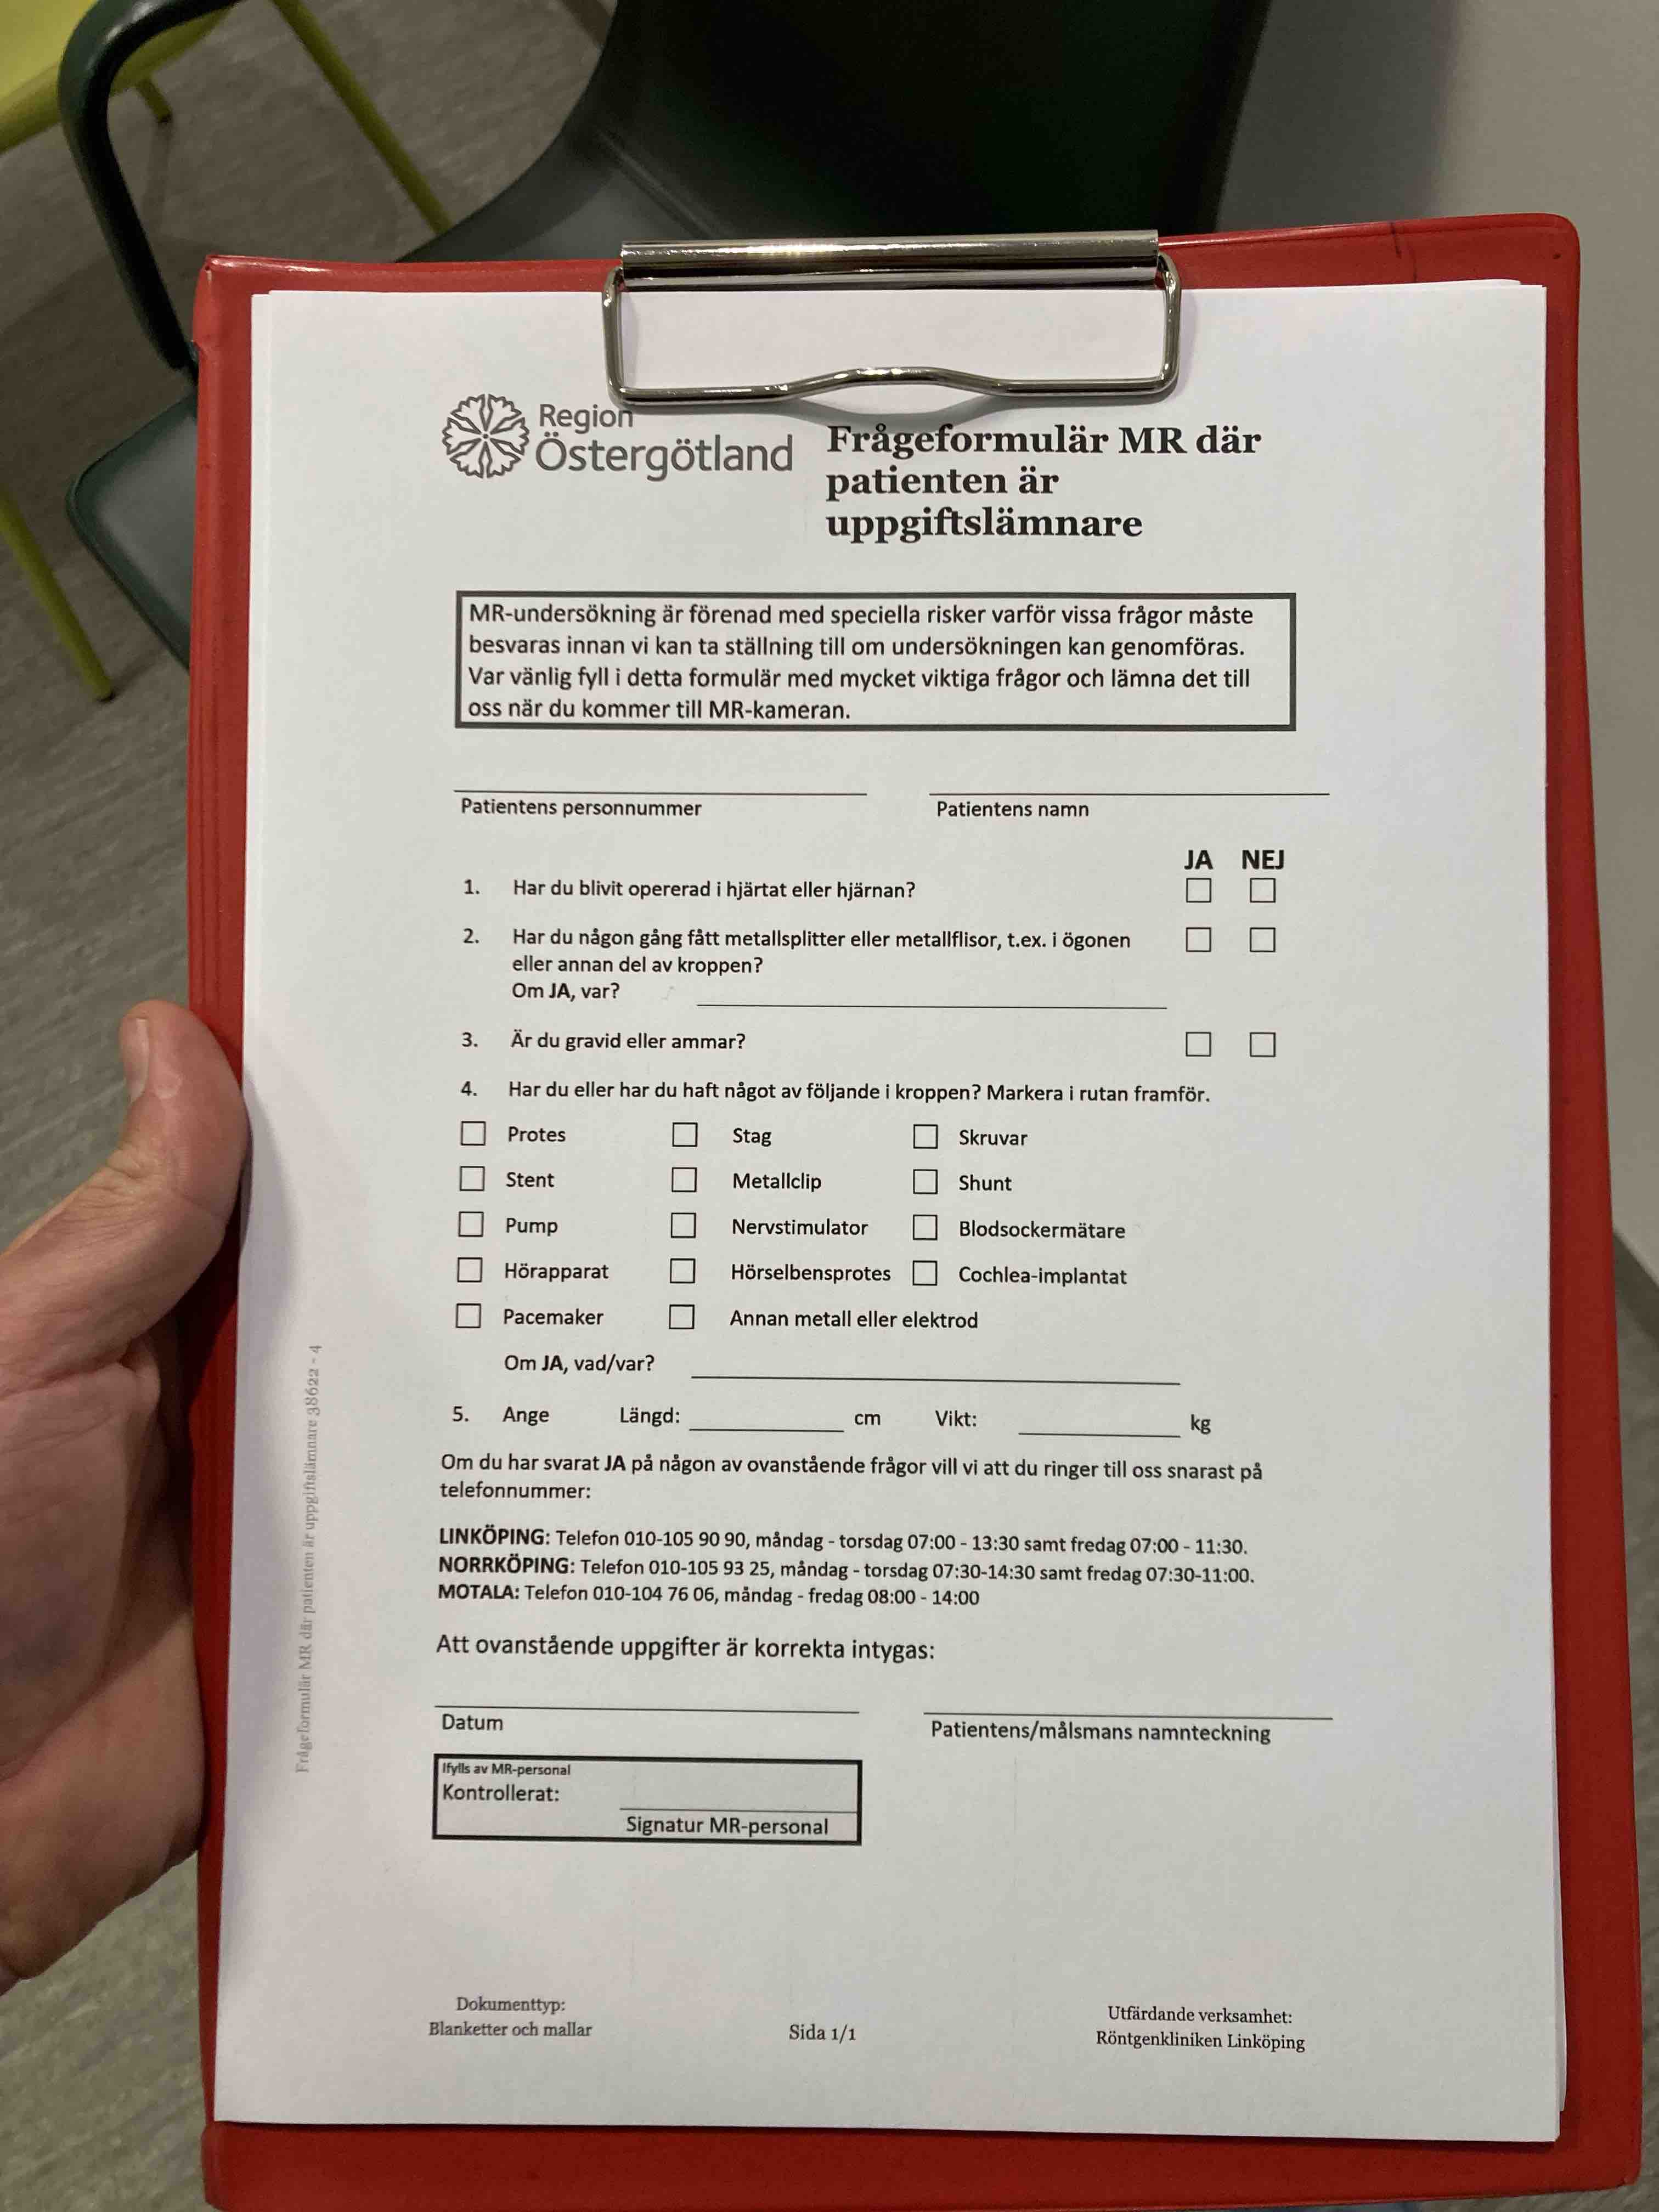 Region
Östergötland
Frågeformulär MR där
patienten är
uppgiftslämnare
MR-undersökning är förenad med speciella risker varför vissa frågor måste
besvaras innan vi kan ta ställning till om undersökningen kan genomföras.
Var vänlig fyll i detta formulär med mycket viktiga frågor och lämna det till
oss när du kommer till MR-kameran.
Patientens personnummer Patientens namn
JA NEJ
1. Har du blivit opererad i hjärtat eller hjärnan?
2. Har du någon gång fått metallsplitter eller metallflisor, t.ex. i ögonen
eller annan del av kroppen?
Om JA, var?
3. Är du gravid eller ammar?
4. Har du eller har du haft något av följande i kroppen? Markera i rutan framför.
Protes Stag Skruvar
Stent Metallclip Shunt
Pump Nervstimulator Blodsockermätare
Hörapparat Hörselbensprotes Cochlea-implantat
Pacemaker Annan metall eller elektrod
Om JA, vad/var?
5. Ange Längd: cm Vikt: kg
Om du har svarat JA på någon av ovanstående frågor vill vi att du ringer till oss snarast på
telefonnummer:
LINKÖPING: Telefon 010-105 90 90, måndag - torsdag 07:00 - 13:30 samt fredag 07:00 - 11:30.
NORRKÖPING: Telefon 010-105 93 25, måndag - torsdag 07:30-14:30 samt fredag 07:30-11:00.
MOTALA: Telefon 010-104 76 06, måndag - fredag 08:00 - 14:00
Att ovanstående uppgifter är korrekta intygas:
Datum Patientens/målsmans namnteckning
Ifylls av MR-personal
Kontrollerat:
Signatur MR-personal
Frågeformulär MR där patienten är uppgiftslämnare 38622 - 4
Dokumenttyp:
Blanketter och mallar
Sida 1/1
Utfärdande verksamhet:
Röntgenkliniken Linköping